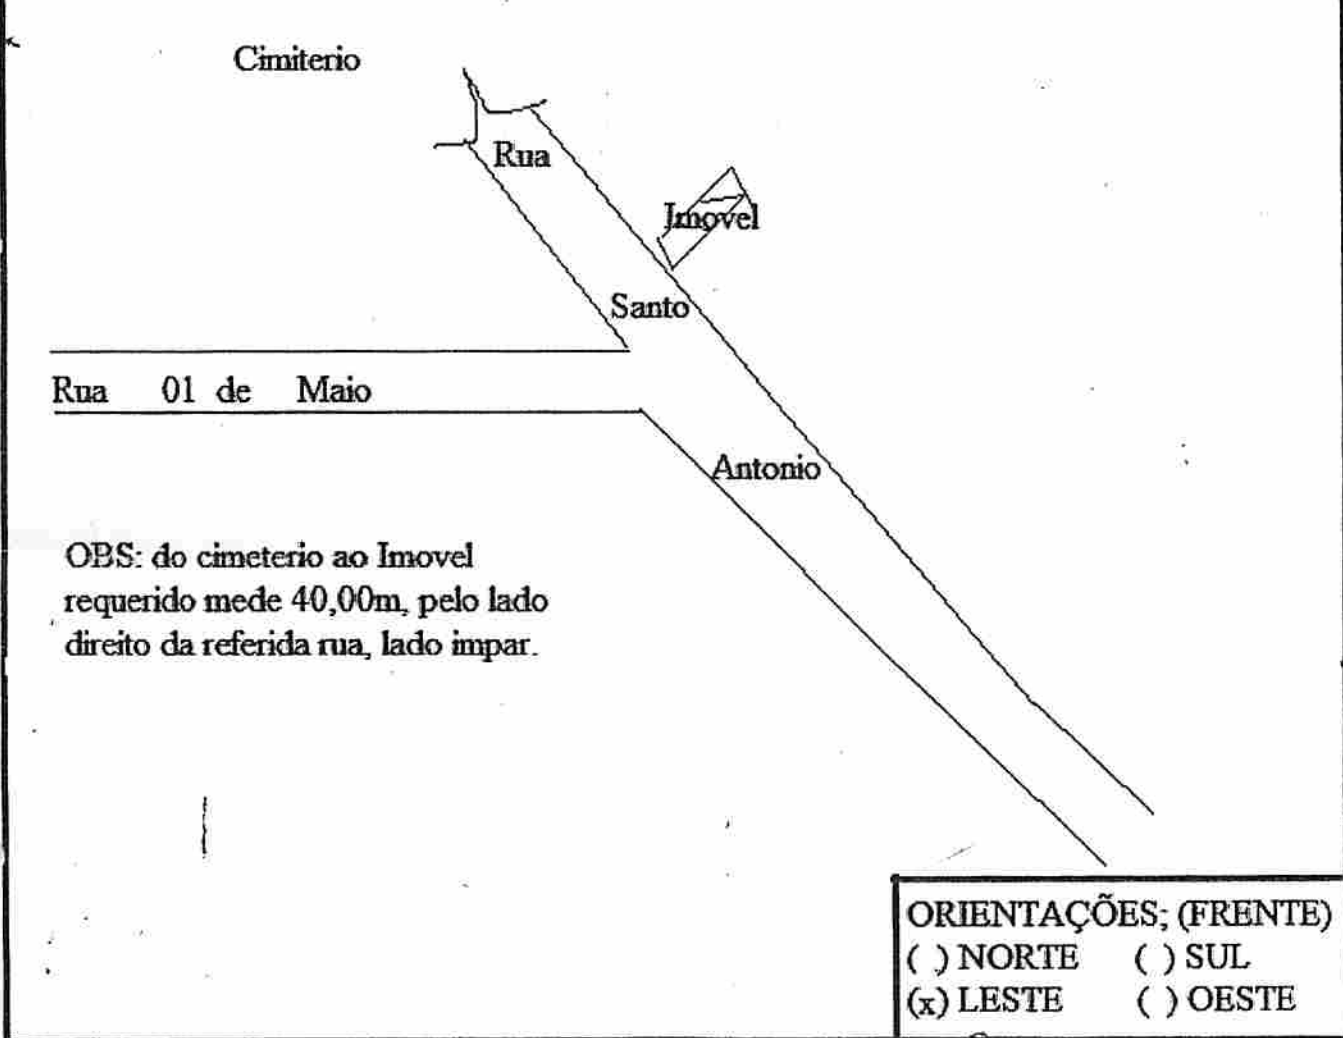 Cimiterio
Rua
Jmovel
Santo
Rua 01 de Maio
Antonio
OBS: do cimeterio ao Imovel
requerido mede 40,00m, pelo lado
direito da referida rua, lado impar.
ORIENTAÇÕES; (FRENTE)
( ) NORTE ( ) SUL
(x) LESTE ( ) OESTE